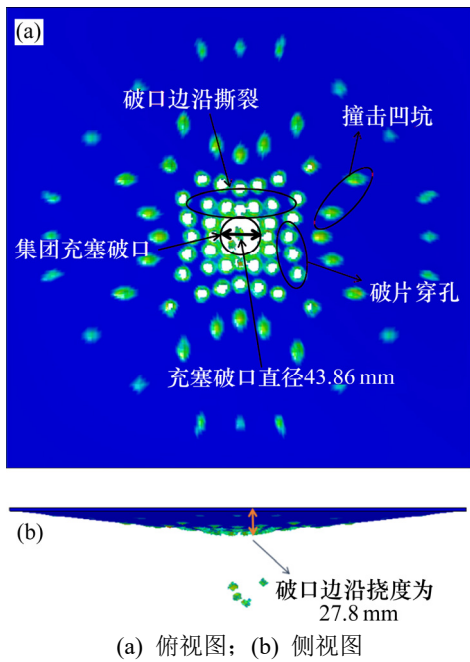 (a)
破口边沿撕裂
撞击凹坑
集团充塞破口
破片穿孔
充塞破口直径43.86 mm
(b)
破口边沿挠度为
27.8 mm
(a) 俯视图；(b) 侧视图